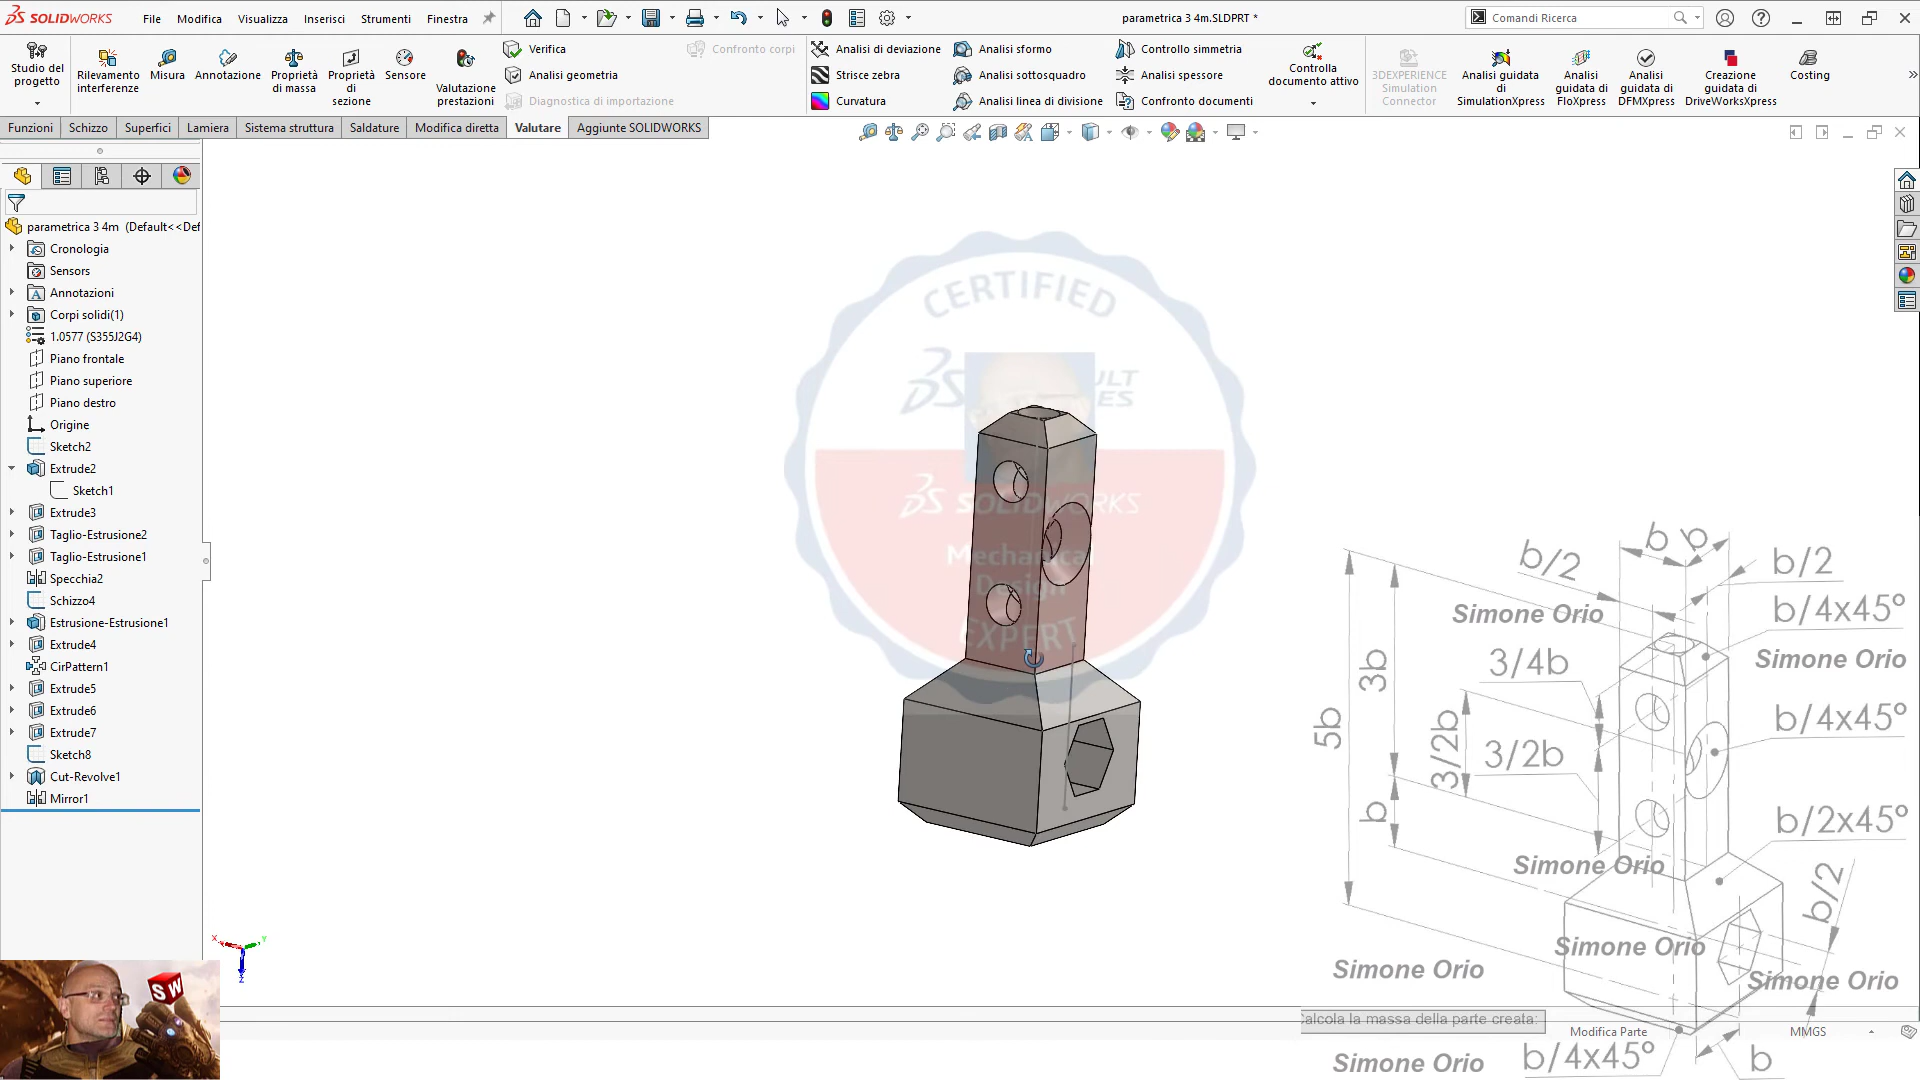 SOLIDWORKS
File
Modifica
Visualizza
Inserisci
Strumenti
Finestra
parametrica 3 4m.SLDPRT *
Comandi Ricerca
Studio del
progetto
Rilevamento
interferenze
Misura
Annotazione
Proprietà
di massa
Proprietà
di
sezione
Sensore
Valutazione
prestazioni
Verifica
Analisi geometria
Diagnostica di importazione
Confronto corpi
Analisi di deviazione
Strisce zebra
Curvatura
Analisi sformo
Analisi sottosquadro
Analisi linea di divisione
Controllo simmetria
Analisi spessore
Confronto documenti
Controlla
documento attivo
3DEXPERIENCE
Simulation
Connector
Analisi guidata
di
SimulationXpress
Analisi
guidata di
FloXpress
Analisi
guidata di
DFMXpress
Creazione
guidata di
DriveWorksXpress
Costing
Funzioni
Schizzo
Superfici
Lamiera
Sistema struttura
Saldature
Modifica diretta
Valutare
Aggiunte SOLIDWORKS
parametrica 3 4m (Default<<Def
Cronologia
Sensors
Annotazioni
Corpi solidi(1)
1.0577 (S355J2G4)
Piano frontale
Piano superiore
Piano destro
Origine
Sketch2
Extrude2
Sketch1
Extrude3
Taglio-Estrusione2
Taglio-Estrusione1
Specchia2
Schizzo4
Estrusione-Estrusione1
Extrude4
CirPattern1
Extrude5
Extrude6
Extrude7
Sketch8
Cut-Revolve1
Mirror1
CERTIFIED
SOLIDWORKS
Mechanical
Design
EXPERT
X
Y
Z
SW
b/2
b
b
b/2
Simone Orio
b/4x45°
3/4b
Simone Orio
3b
5b
3/2b
3/2b
b/4x45°
b
b/2x45°
Simone Orio
b/2
Simone Orio
Simone Orio
Simone Orio
Calcola la massa della parte creata:
Modifica Parte
MMGS
Simone Orio
b/4x45°
b